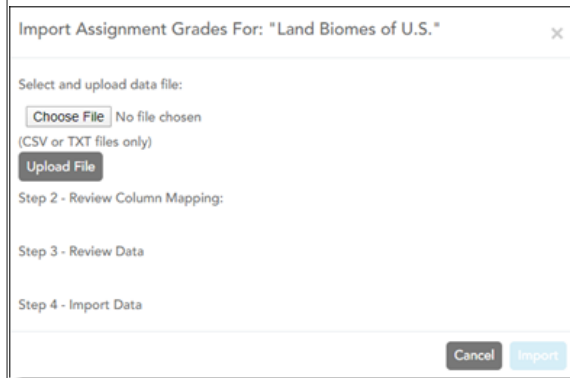 Import Assignment Grades For: "Land Biomes of U.S."
×
Select and upload data file:
Choose File No file chosen
(CSV or TXT files only)
Upload File
Step 2 - Review Column Mapping:
Step 3 - Review Data
Step 4 - Import Data
Cancel Import